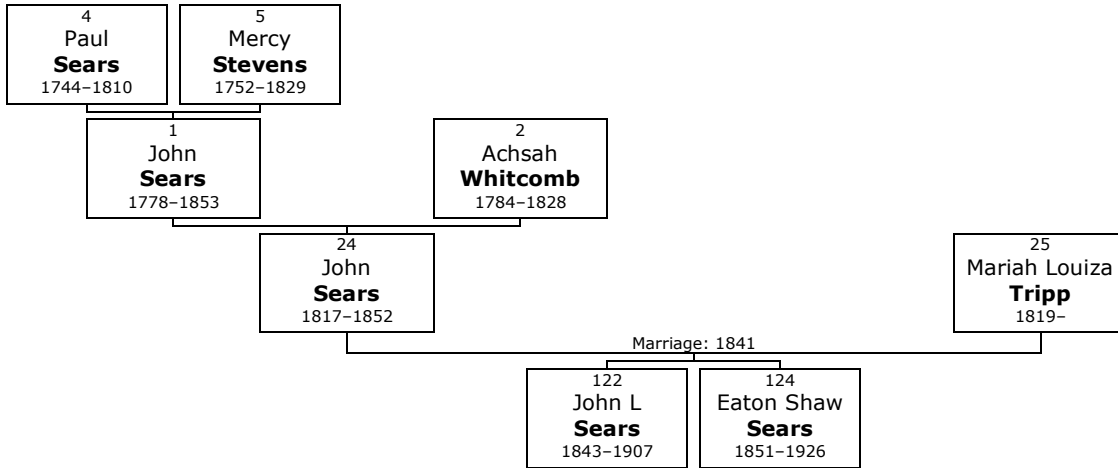 4
Paul
Sears
1744–1810
5
Mercy
Stevens
1752–1829
1
John
Sears
1778–1853
2
Achsah
Whitcomb
1784–1828
24
John
Sears
1817–1852
25
Mariah Louiza
Tripp
1819–
Marriage: 1841
122
John L
Sears
1843–1907
124
Eaton Shaw
Sears
1851–1926